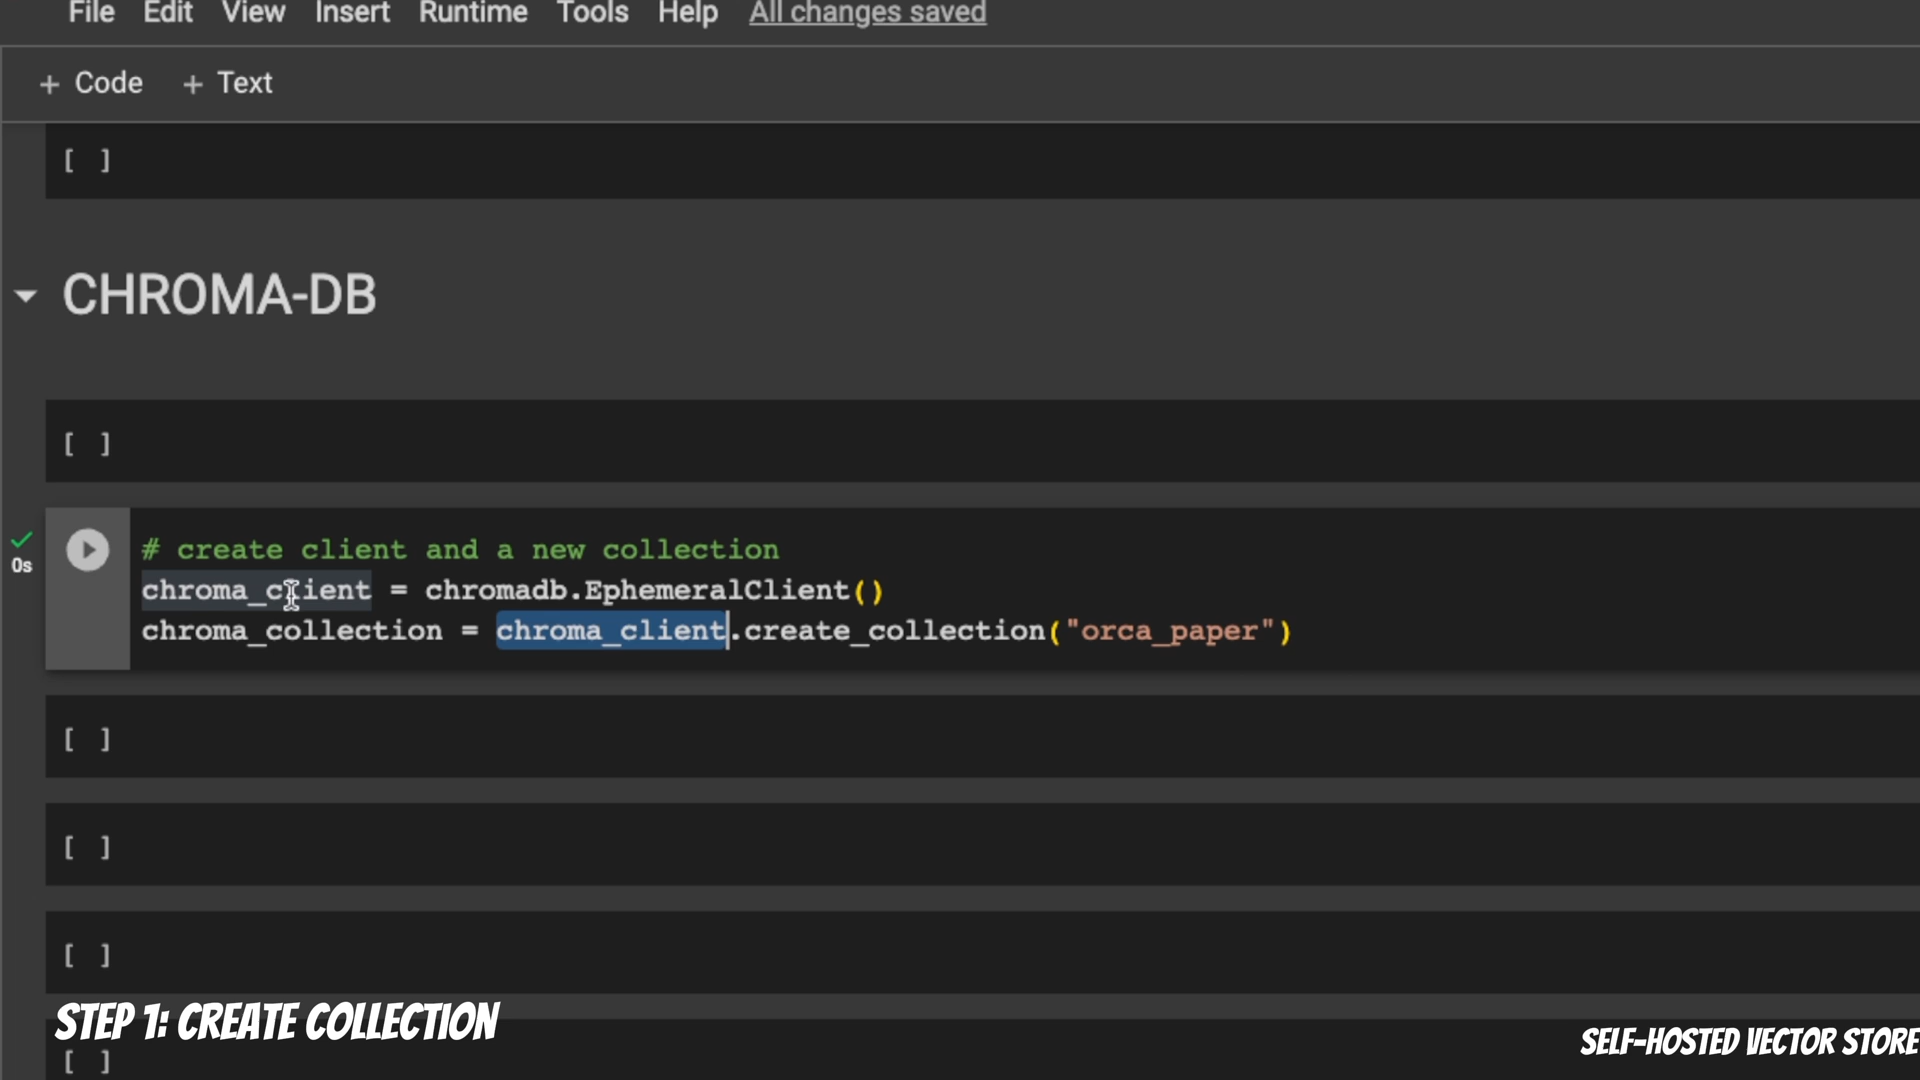 File Edit View Insert Runtime Tools Help All changes saved
+ Code + Text
[ ]
CHROMA-DB
[ ]
# create client and a new collection
chroma_client = chromadb.EphemeralClient()
0s
chroma_collection = chroma_client.create_collection("orca_paper")
[ ]
[ ]
[ ]
STEP 1: CREATE COLLECTION
SELF-HOSTED VECTOR STORE
[ ]